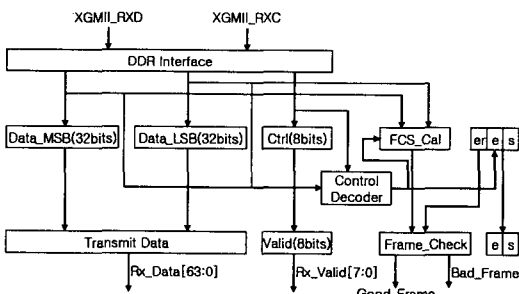 XGMII_RXD XGMII_RXC
DDR Interface
Data_MSB(32bits) Data_LSB(32bits) Ctrl(8bits) FCS_Cal er e s
Control
Decoder
Transmit Data Valid(8bits) Frame_Check e s
Rx_Data[63:0] Rx_Valid[7:0] Bad_Frame
Good_Frame